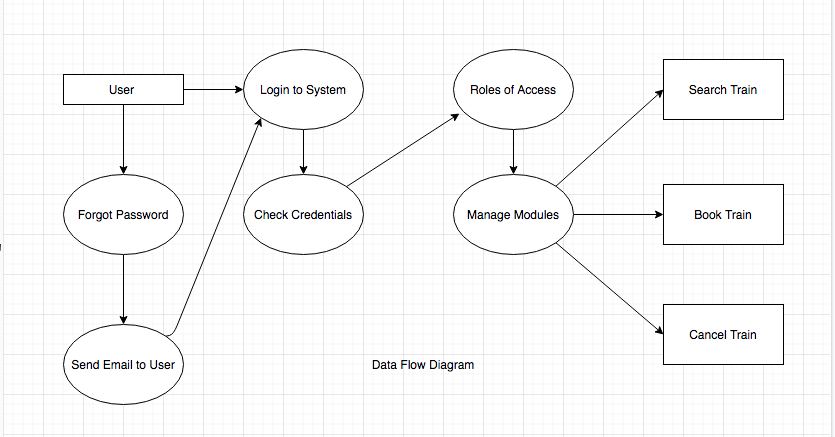 User
Login to System
Roles of Access
Search Train
Forgot Password
Check Credentials
Manage Modules
Book Train
Send Email to User
Data Flow Diagram
Cancel Train